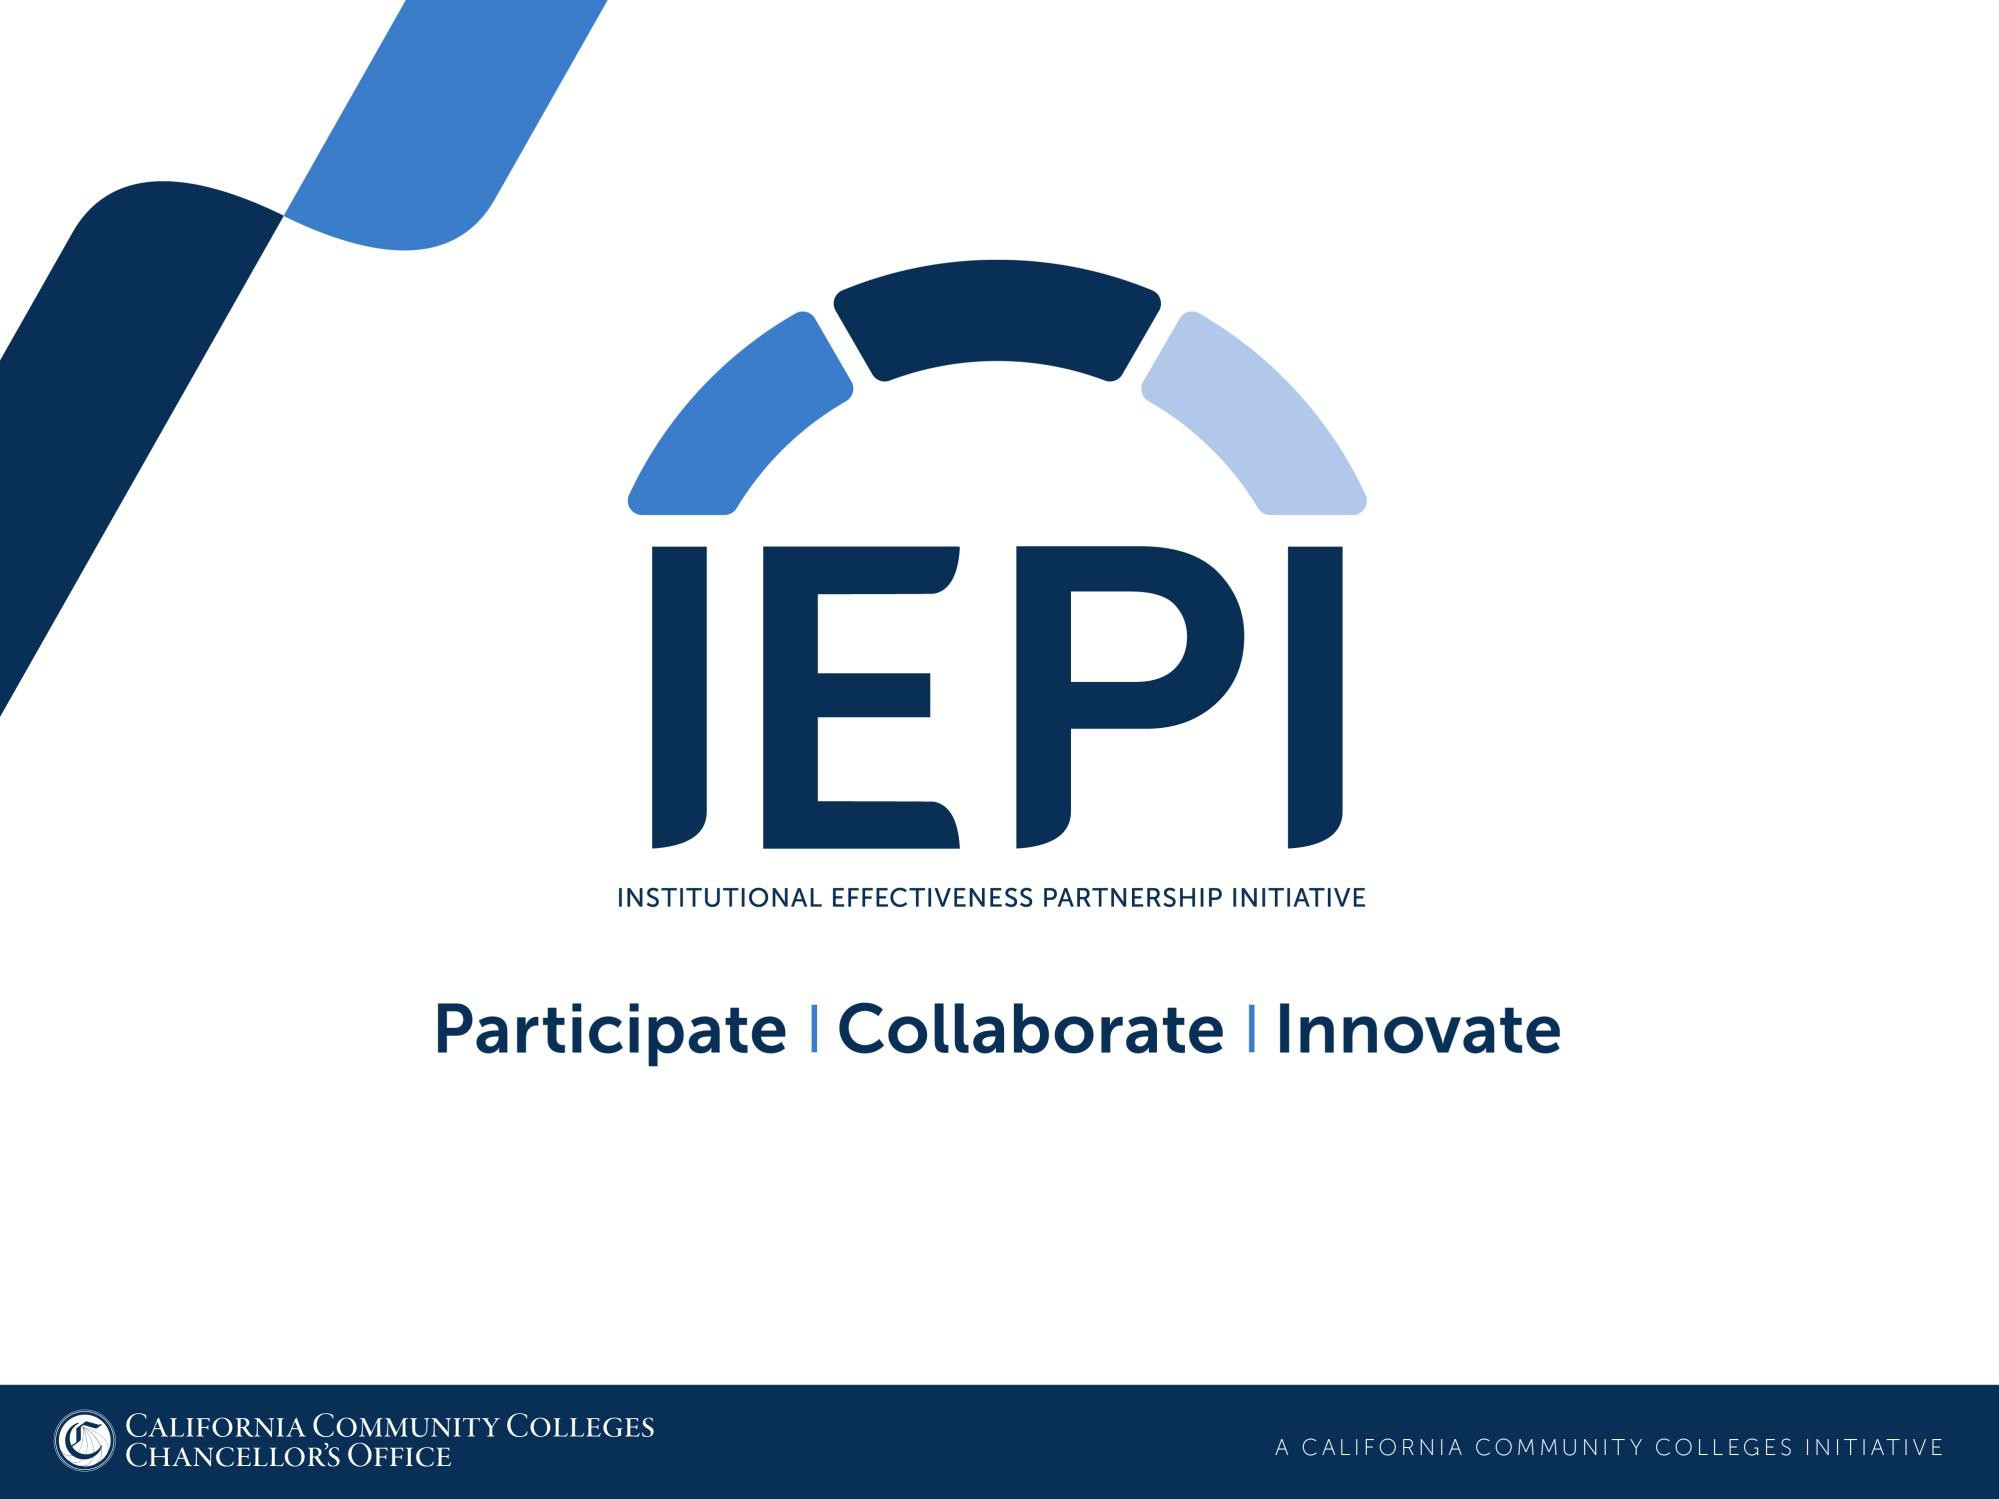 IEPI
INSTITUTIONAL EFFECTIVENESS PARTNERSHIP INITIATIVE
Participate | Collaborate | Innovate
CALIFORNIA COMMUNITY COLLEGES
CHANCELLOR'S OFFICE
A CALIFORNIA COMMUNITY COLLEGES INITIATIVE